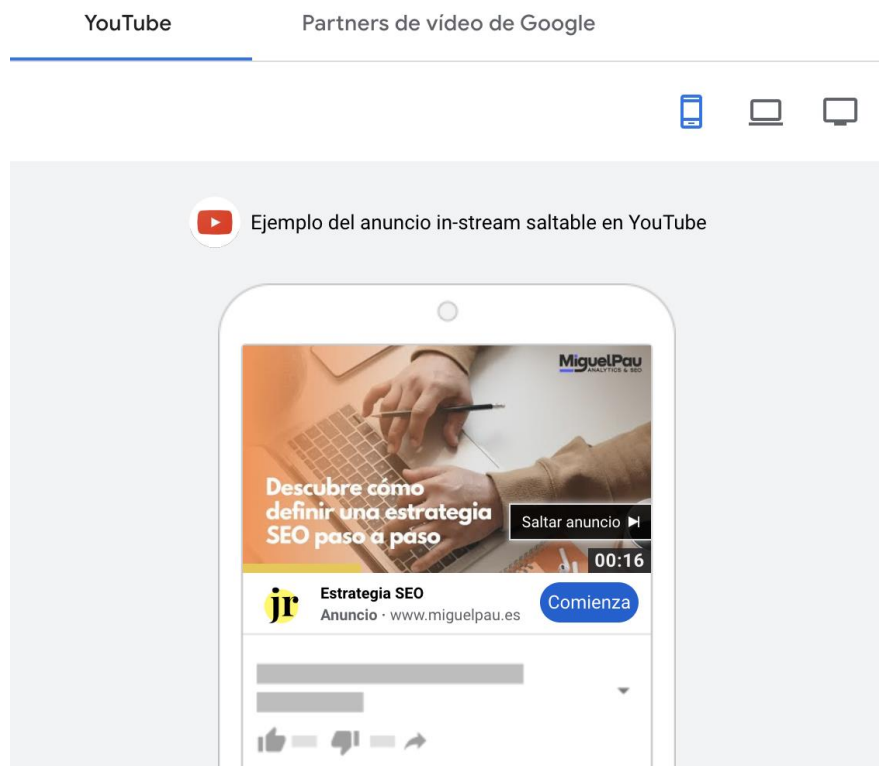 YouTube
Partners de vídeo de Google
Ejemplo del anuncio in-stream saltable en YouTube
MiguelPau
ANALYTICS & SEO
Descubre cómo
definir una estrategia
SEO paso a paso
Saltar anuncio
00:16
jr
Estrategia SEO
Anuncio · www.miguelpau.es
Comienza